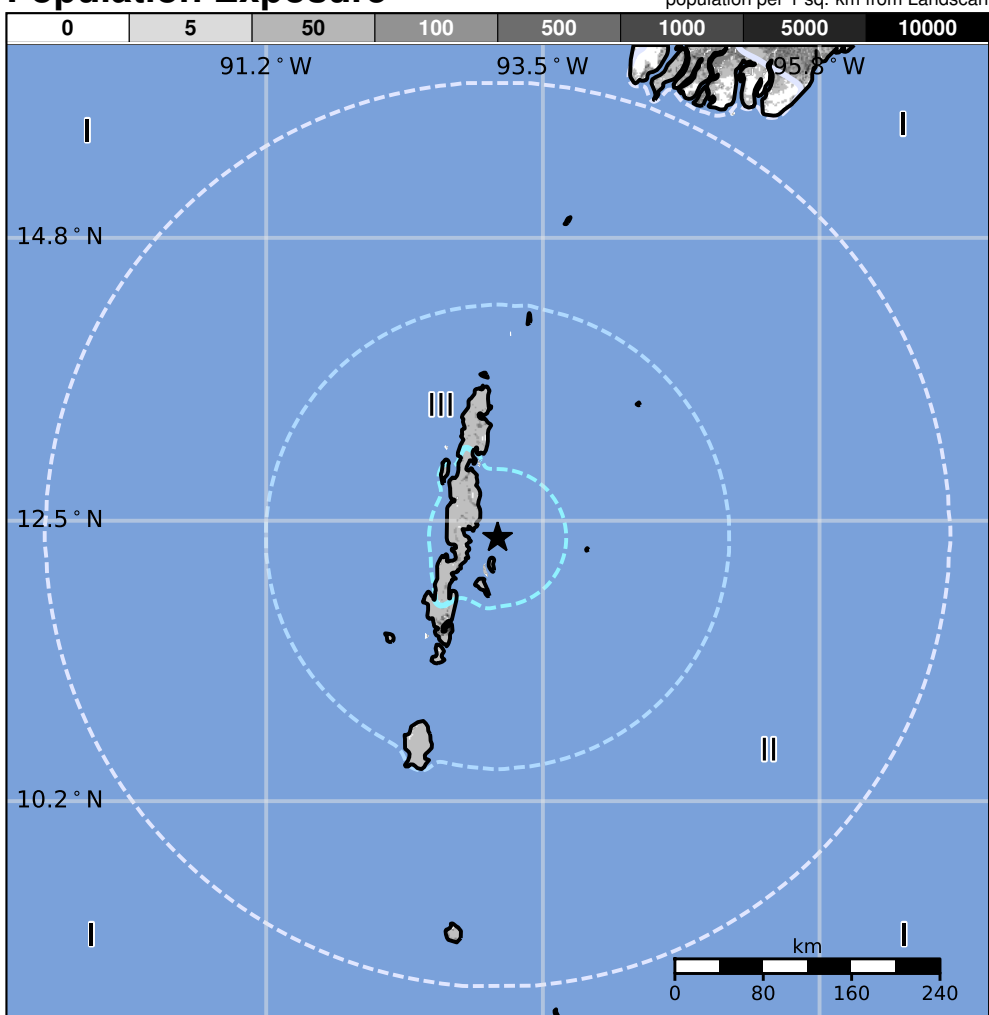 Population Exposure
population per 1 sq. km from Landscan
0 5 50 100 500 1000 5000 10000
91.2°W 93.5°W 95.8°W
I I
14.8°N
III
12.5°N
II
10.2°N
I I
km
0 80 160 240